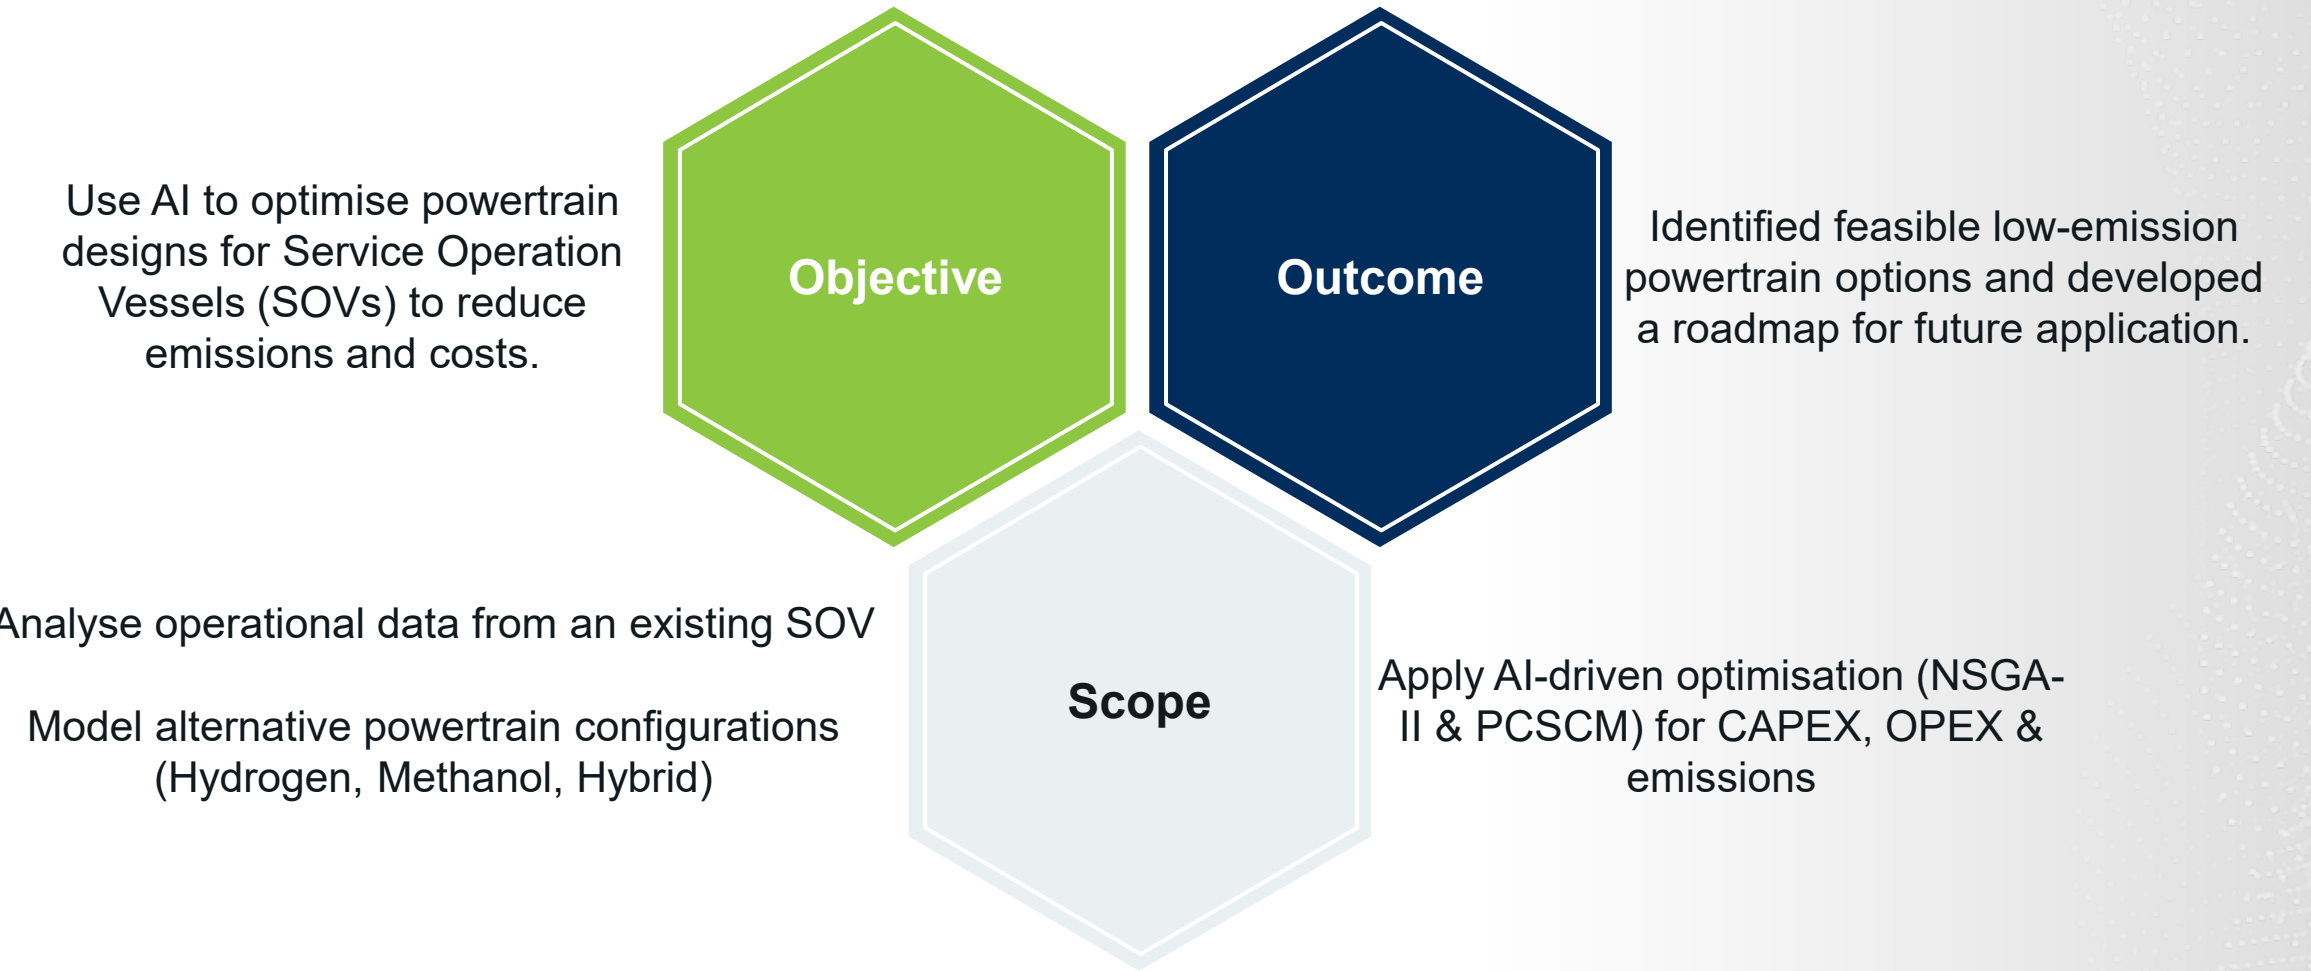 Use AI to optimise powertrain
designs for Service Operation
Vessels (SOVs) to reduce
emissions and costs.
Objective
Outcome
Identified feasible low-emission
powertrain options and developed
a roadmap for future application.
Analyse operational data from an existing SOV
Model alternative powertrain configurations
(Hydrogen, Methanol, Hybrid)
Scope
Apply AI-driven optimisation (NSGA-
II & PCSCM) for CAPEX, OPEX &
emissions